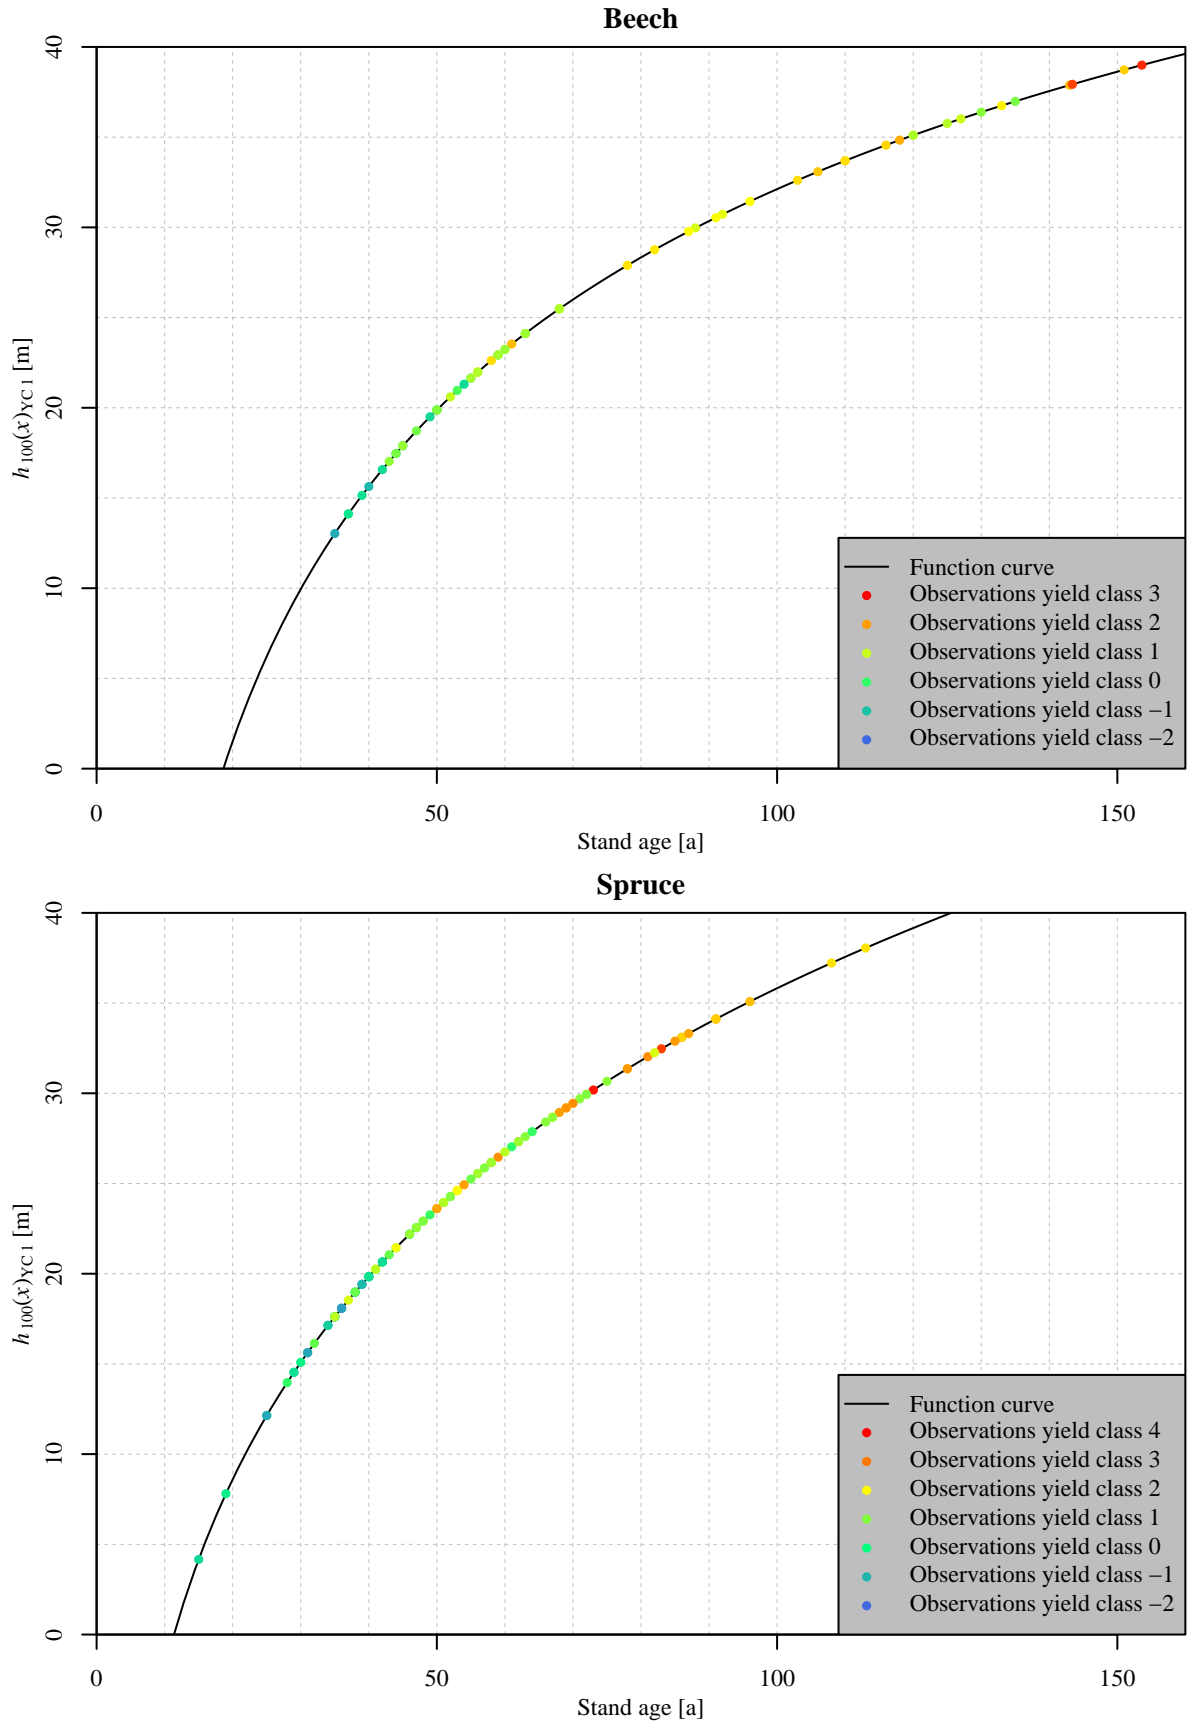 Beech
40
30
20
10
0
h100(x)YC 1 [m]
Function curve
Observations yield class 3
Observations yield class 2
Observations yield class 1
Observations yield class 0
Observations yield class −1
Observations yield class −2
0 50 100 150
Stand age [a]
Spruce
40
30
20
10
0
h100(x)YC 1 [m]
Function curve
Observations yield class 4
Observations yield class 3
Observations yield class 2
Observations yield class 1
Observations yield class 0
Observations yield class −1
Observations yield class −2
0 50 100 150
Stand age [a]